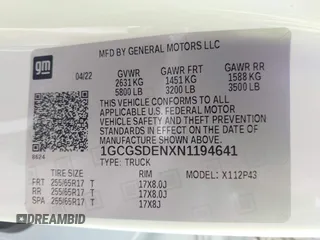 MFD BY GENERAL MOTORS LLC
gm
04/22 GVWR GAWR FRT GAWR RR
2631 KG 1451 KG 1588 KG
5800 LB 3200 LB 3500 LB
THIS VEHICLE CONFORMS TO ALL
APPLICABLE U.S. FEDERAL MOTOR
VEHICLE SAFETY STANDARDS IN EFFECT ON THE
DATE OF MANUFACTURE SHOWN ABOVE.
1GCGSDENXN1194641
8624 TYPE: TRUCK
MODEL: X112P43
TIRE SIZE RIM
FRT 255/65R17 T 17X8.0J
RR 255/65R17 T 17X8.0J
SPA 255/65R17 T 17X8J
DREAMBID